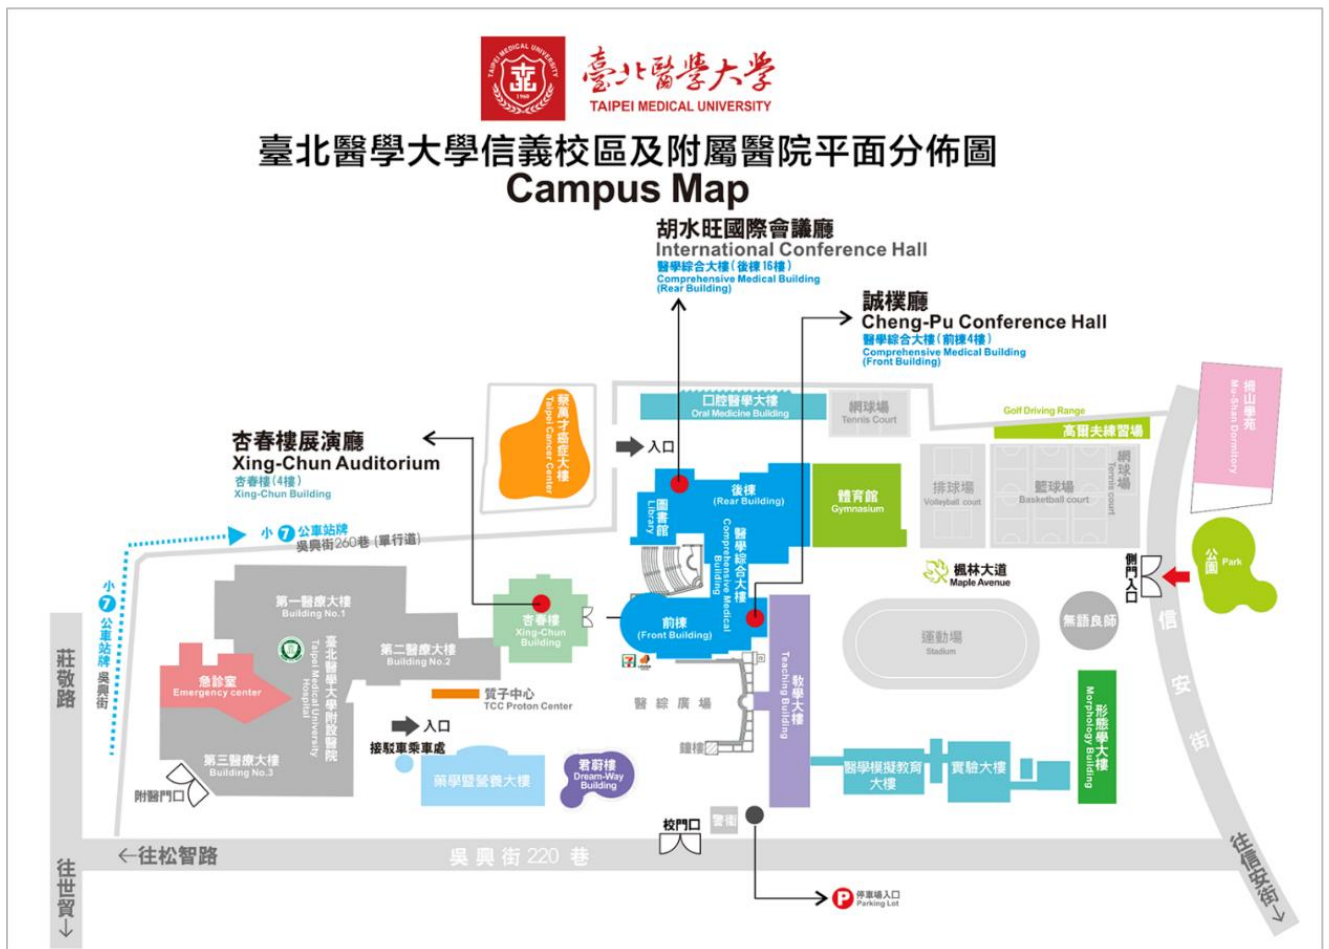 TAIPEI MEDICAL UNIVERSITY
1960
臺北醫學大学
TAIPEI MEDICAL UNIVERSITY
臺北醫學大學信義校區及附屬醫院平面分佈圖
Campus Map
胡水旺國際會議廳
International Conference Hall
醫學綜合大樓(後棟16樓)
Comprehensive Medical Building
(Rear Building)
誠樸廳
Cheng-Pu Conference Hall
醫學綜合大樓(前棟4樓)
Comprehensive Medical Building
(Front Building)
杏春樓展演廳
Xing-Chun Auditorium
杏春樓(4樓)
Xing-Chun Building
蔡萬才癌症大樓
Taipei Cancer Center
入口
口腔醫學大樓
Oral Medicine Building
網球場
Tennis Court
Golf Driving Range
高爾夫練習場
拇山學苑
Mu-Shan Dormitory
小7公車站牌
吳興街260巷 (單行道)
小7公車站牌 吳興街
圖書館
Library
後棟
(Rear Building)
醫學綜合大樓
Comprehensive Medical
Building
體育館
Gymnasium
排球場
Volleyball court
籃球場
Basketball court
網球場
Tennis court
楓林大道
Maple Avenue
側門入口
公園
Park
第一醫療大樓
Building No.1
第二醫療大樓
Building No.2
臺北醫學大學附設醫院
Taipei Medical University
Hospital
急診室
Emergency center
第三醫療大樓
Building No.3
附醫門口
杏春樓
Xing-Chun
Building
前棟
(Front Building)
7
質子中心
TCC Proton Center
入口
接駁車乘車處
藥學暨營養大樓
君蔚樓
Dream-Way
Building
醫綜廣場
鐘樓
教學大樓
Teaching Building
運動場
Stadium
無語良師
醫學模擬教育
大樓
實驗大樓
形態學大樓
Morphology Building
校門口
警衛
莊敬路
往世貿↓
←往松智路
吳興街220巷
信安街
往信安街↓
P
停車場入口
Parking Lot